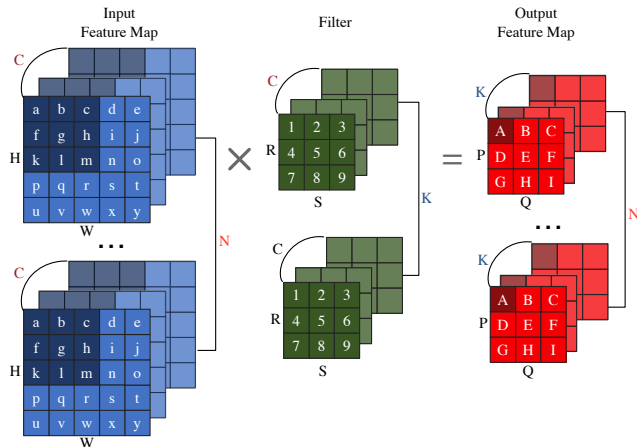 Input
Feature Map
Filter
Output
Feature Map
C
a b c d e
f g h i j
k l m n o
p q r s t
u v w x y
H
W
N
×
C
1 2 3
4 5 6
7 8 9
R
S
K
=
K
A B C
D E F
G H I
P
Q
N
...
...
C
a b c d e
f g h i j
k l m n o
p q r s t
u v w x y
H
W
C
1 2 3
4 5 6
7 8 9
R
S
K
A B C
D E F
G H I
P
Q